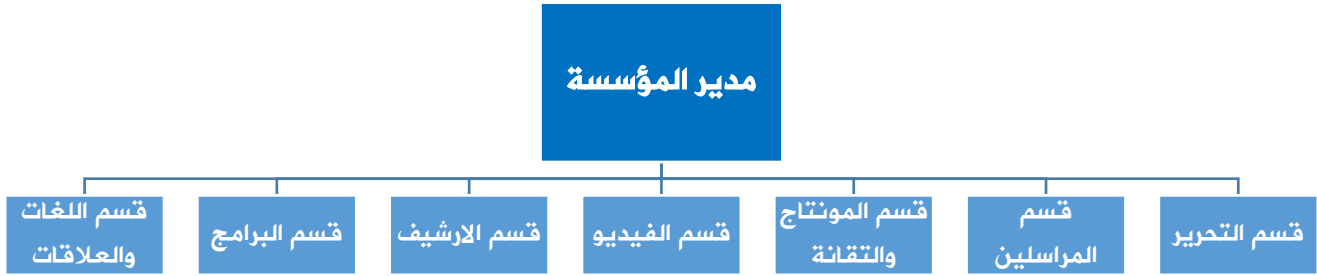 مدير المؤسسة
قسم التحرير
قسم
المراسلين
قسم المونتاج
والتقانة
قسم الفيديو
قسم الارشيف
قسم البرامج
قسم اللغات
والعلاقات